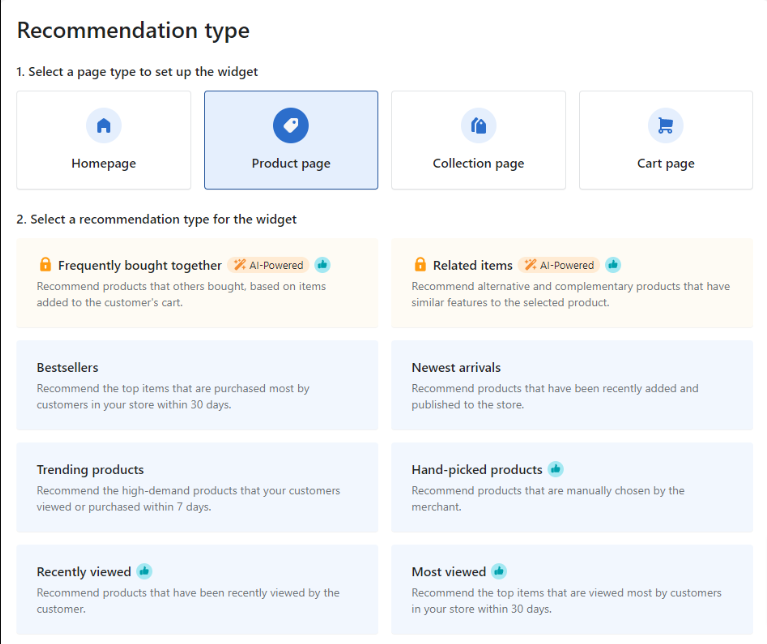 Recommendation type
1. Select a page type to set up the widget
Homepage
Product page
Collection page
Cart page
2. Select a recommendation type for the widget
Frequently bought together AI-Powered
Recommend products that others bought, based on items
added to the customer's cart.
Related items AI-Powered
Recommend alternative and complementary products that have
similar features to the selected product.
Bestsellers
Recommend the top items that are purchased most by
customers in your store within 30 days.
Newest arrivals
Recommend products that have been recently added and
published to the store.
Trending products
Recommend the high-demand products that your customers
viewed or purchased within 7 days.
Hand-picked products
Recommend products that are manually chosen by the
merchant.
Recently viewed
Recommend products that have been recently viewed by the
customer.
Most viewed
Recommend the top items that are viewed most by customers
in your store within 30 days.